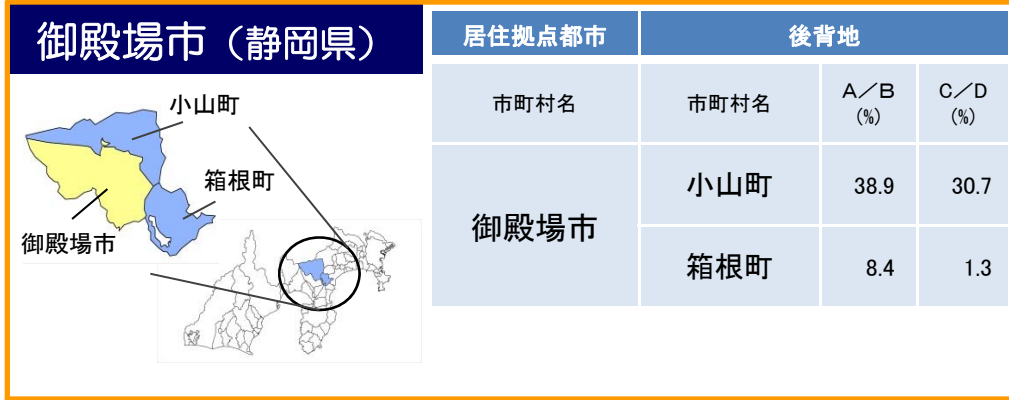 御殿場市（静岡県）
小山町
箱根町
御殿場市
居住拠点都市 後背地
市町村名 市町村名 A／B (%) C／D (%)
御殿場市
小山町 38.9 30.7
箱根町 8.4 1.3